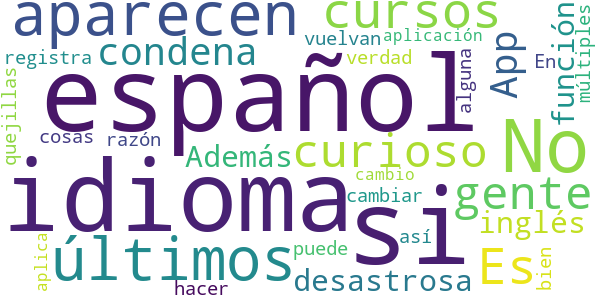 aparecen
cursos
función
múltiples
condena
vuelvan
aplicación
App
registra
verdad
alguna
En
quejillas
español
No
cosas
razón
Además
curioso
gente
idioma
si
cambio
cambiar
inglés
últimos
puede
así
Es
bien
aplica
hacer
desastrosa